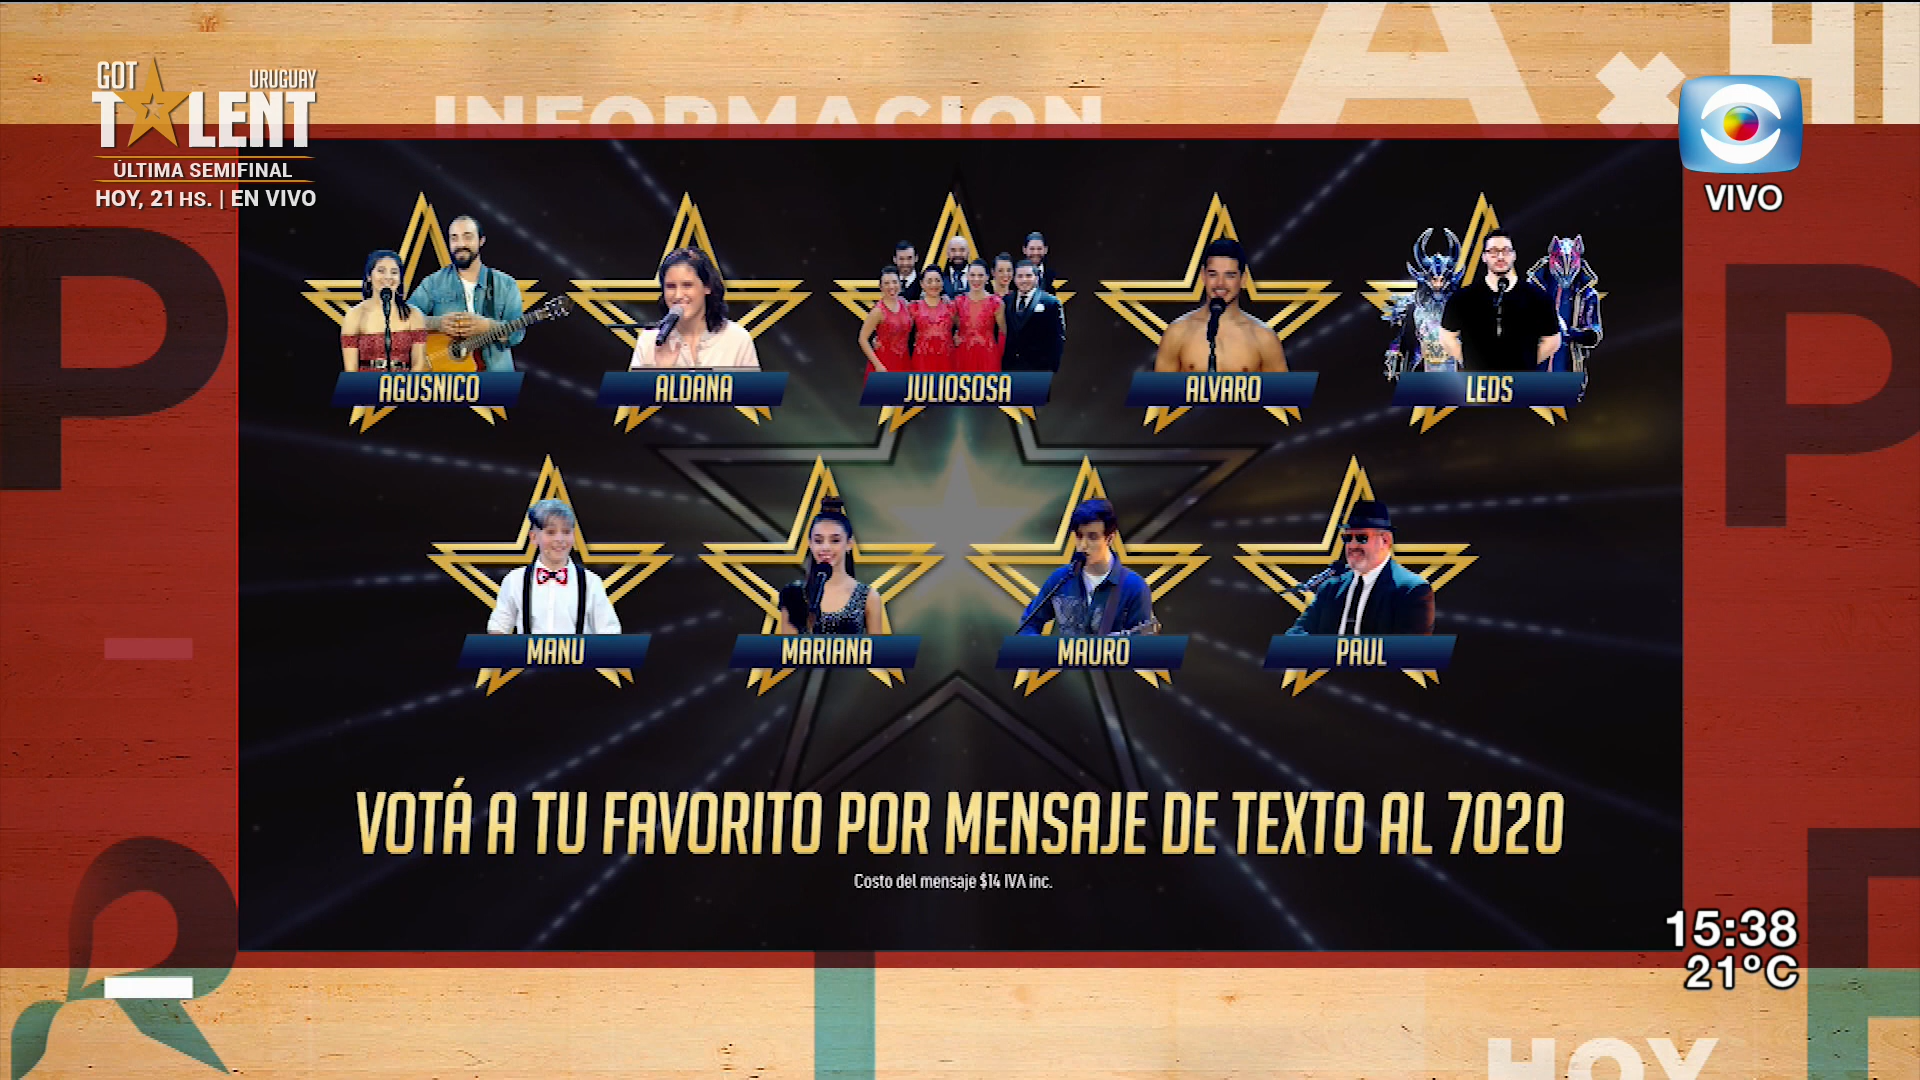 GOT
URUGUAY
TALENT
ÚLTIMA SEMIFINAL
HOY, 21 HS. | EN VIVO
INFORMACION
VIVO
AGUSNICO
ALDANA
JULIOSOSA
ALVARO
LEDS
MANU
MARIANA
MAURO
PAUL
VOTÁ A TU FAVORITO POR MENSAJE DE TEXTO AL 7020
Costo del mensaje $14 IVA inc.
15:38
21°C
HOY